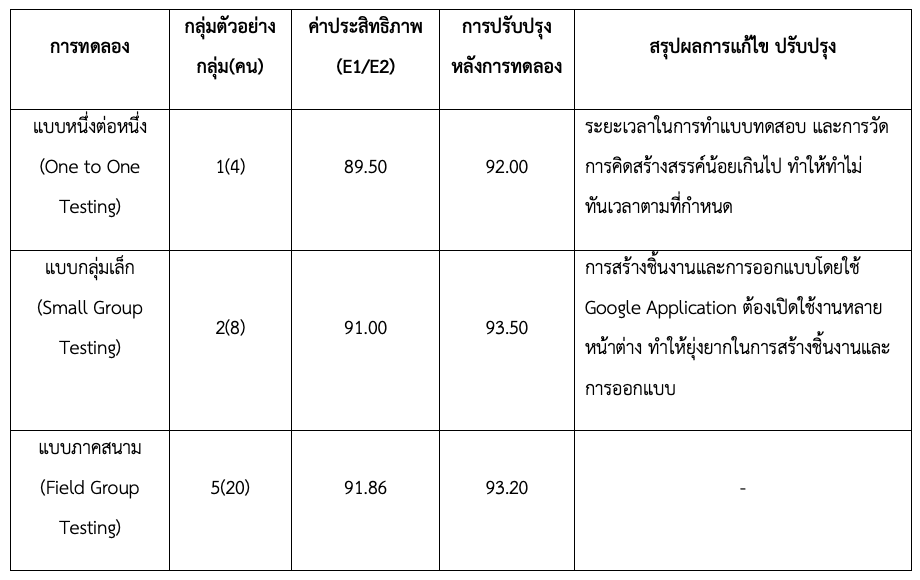 การทดลอง
กลุ่มตัวอย่าง
กลุ่ม(คน)
ค่าประสิทธิภาพ
(E1/E2)
การปรับปรุง
หลังการทดลอง
สรุปผลการแก้ไข ปรับปรุง
แบบหนึ่งต่อหนึ่ง
(One to One
Testing)
1(4)
89.50
92.00
ระยะเวลาในการทำแบบทดสอบ และการวัด
การคิดสร้างสรรค์น้อยเกินไป ทำให้ทำไม่
ทันเวลาตามที่กำหนด
แบบกลุ่มเล็ก
(Small Group
Testing)
2(8)
91.00
93.50
การสร้างชิ้นงานและการออกแบบโดยใช้
Google Application ต้องเปิดใช้งานหลาย
หน้าต่าง ทำให้ยุ่งยากในการสร้างชิ้นงานและ
การออกแบบ
แบบภาคสนาม
(Field Group
Testing)
5(20)
91.86
93.20
-